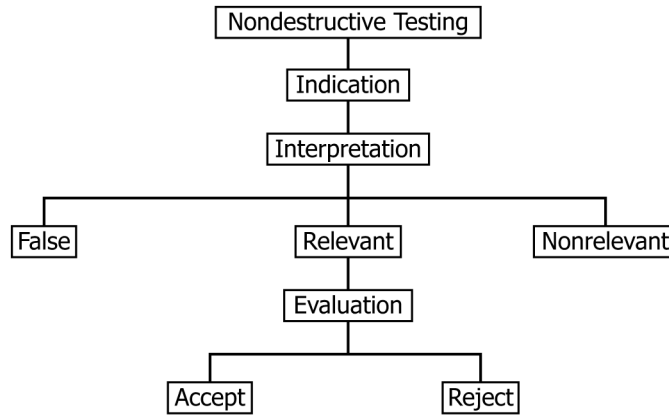 Nondestructive Testing
Indication
Interpretation
False
Relevant
Nonrelevant
Evaluation
Accept
Reject